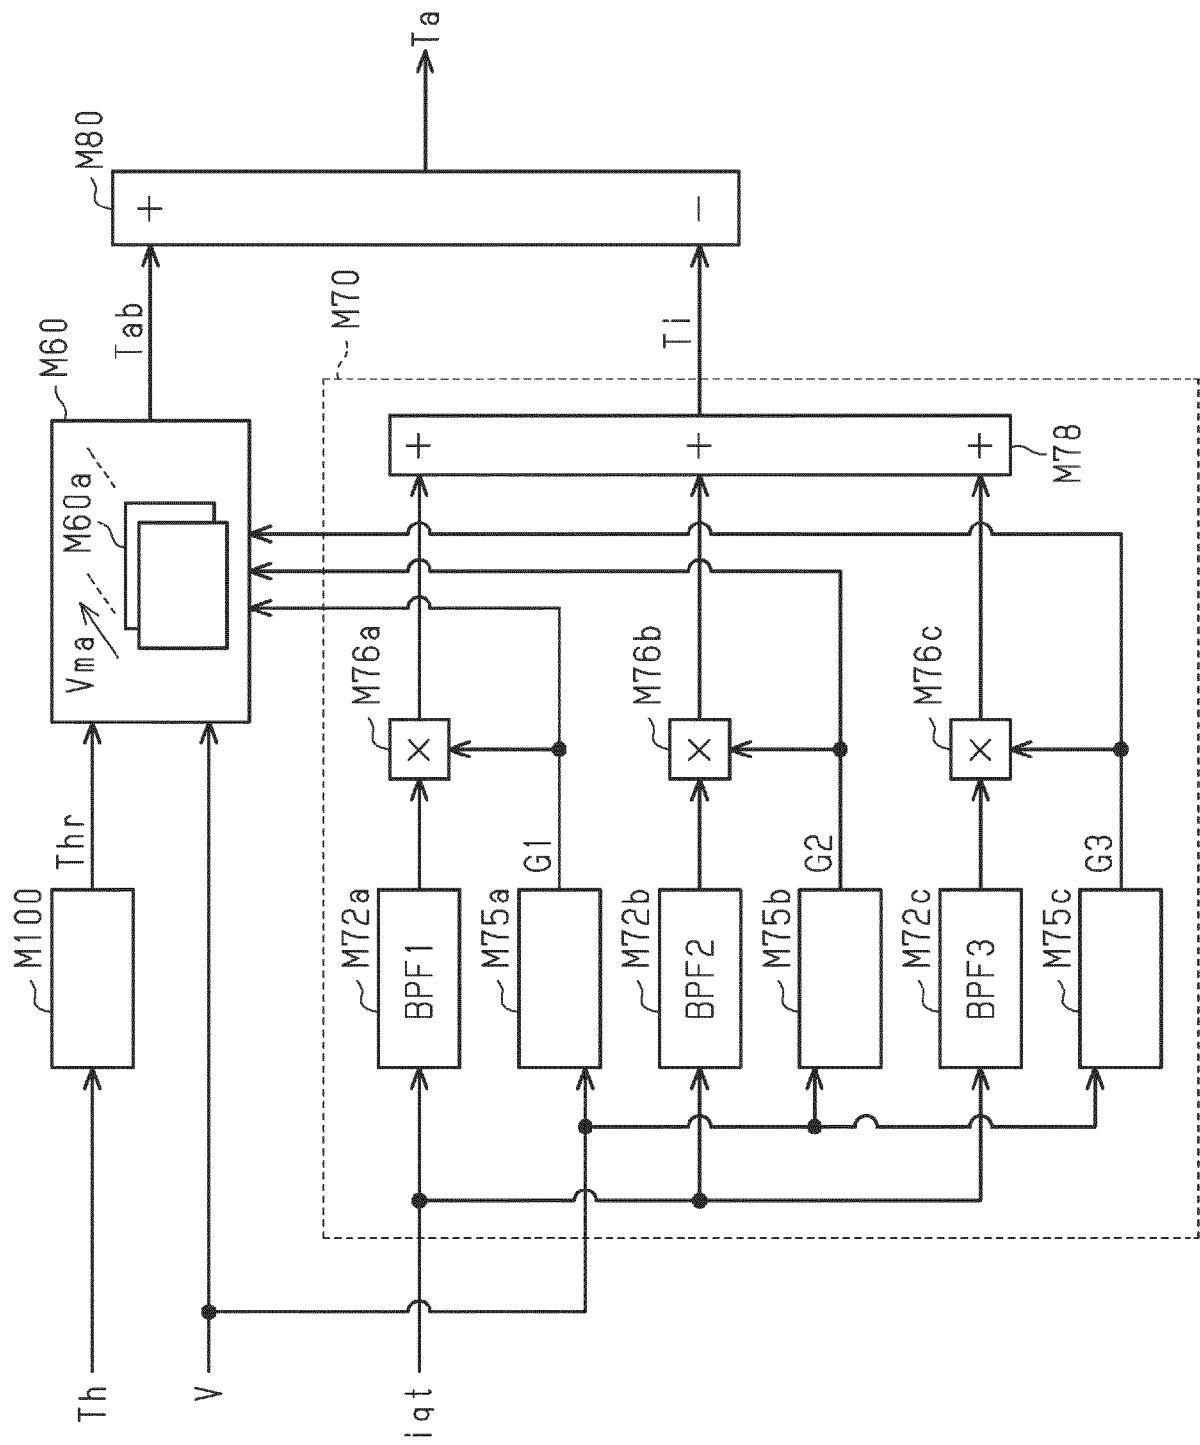 Th
V
iqt
M100
Thr
M60
Vma
M60a
Tab
M80
+
−
Ta
M70
M72a
BPF1
M75a
G1
M76a
×
M72b
BPF2
M75b
G2
M76b
×
M72c
BPF3
M75c
G3
M76c
×
+
+
+
M78
Ti